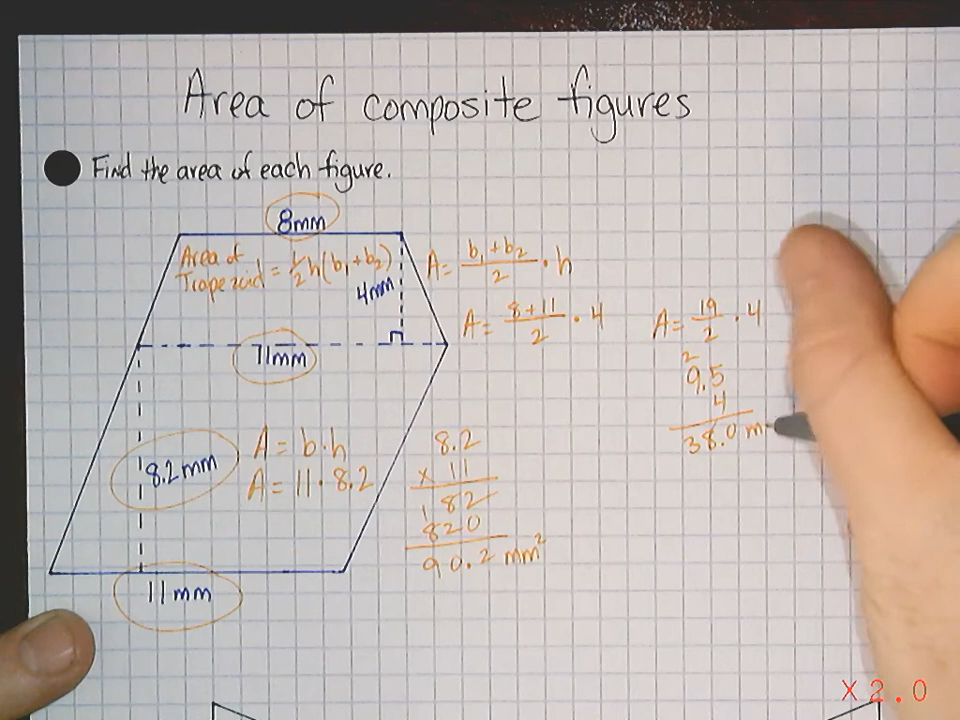 Area of composite figures
Find the area of each figure.
8mm
Area of
Trapezoid = 1/2 h(b₁+b₂)
4mm
A= (b₁+b₂)/2 · h
A= (8+11)/2 · 4
A= 19/2 · 4
2
9.5
4
38.0 m
11mm
8.2mm
A = b·h
A= 11·8.2
8.2
x 11
1
82
820
90.2 mm²
11mm
X2.0